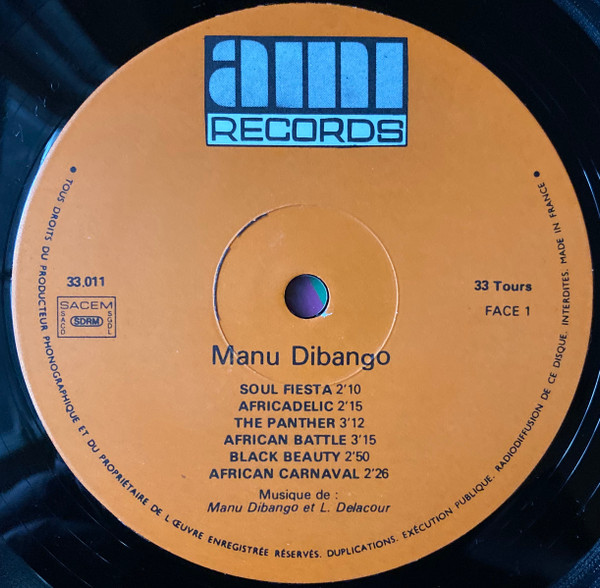 ami
RECORDS
33.011
SACEM
SACD
SDRM
SGDL
33 Tours
FACE 1
Manu Dibango
SOUL FIESTA 2'10
AFRICADELIC 2'15
THE PANTHER 3'12
AFRICAN BATTLE 3'15
BLACK BEAUTY 2'50
AFRICAN CARNAVAL 2'26
Musique de :
Manu Dibango et L. Delacour
• TOUS DROITS DU PRODUCTEUR PHONOGRAPHIQUE ET DU PROPRIÉTAIRE DE L'ŒUVRE ENREGISTRÉE RÉSERVÉS. DUPLICATIONS. EXÉCUTION PUBLIQUE. RADIODIFFUSION DE CE DISQUE. INTERDITES. MADE IN FRANCE •